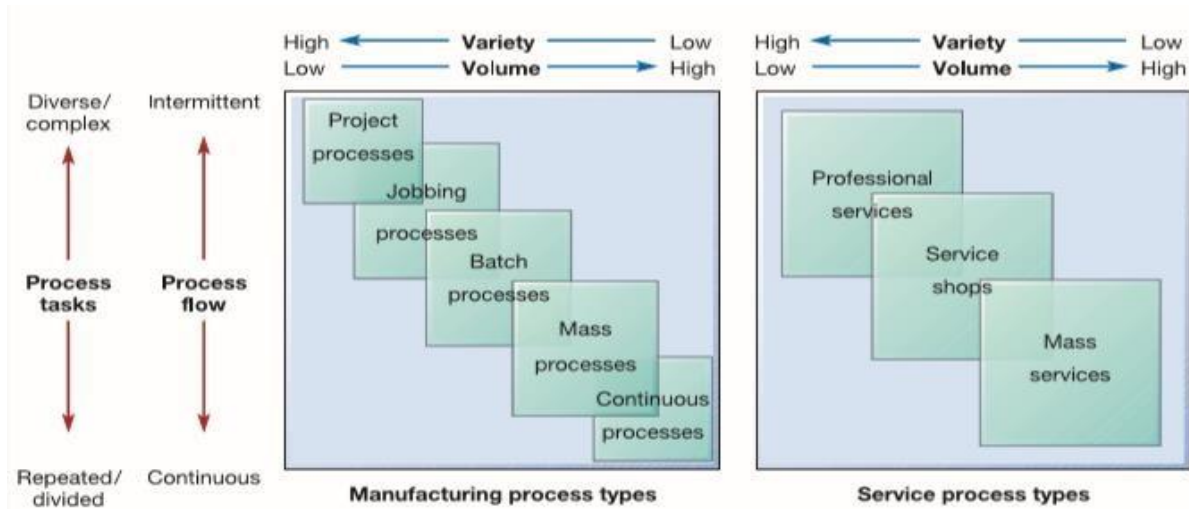 High Variety Low
Low Volume High
High Variety Low
Low Volume High
Diverse/
complex
Intermittent
Process
tasks
Process
flow
Repeated/
divided
Continuous
Project
processes
Jobbing
processes
Batch
processes
Mass
processes
Continuous
processes
Manufacturing process types
Professional
services
Service
shops
Mass
services
Service process types